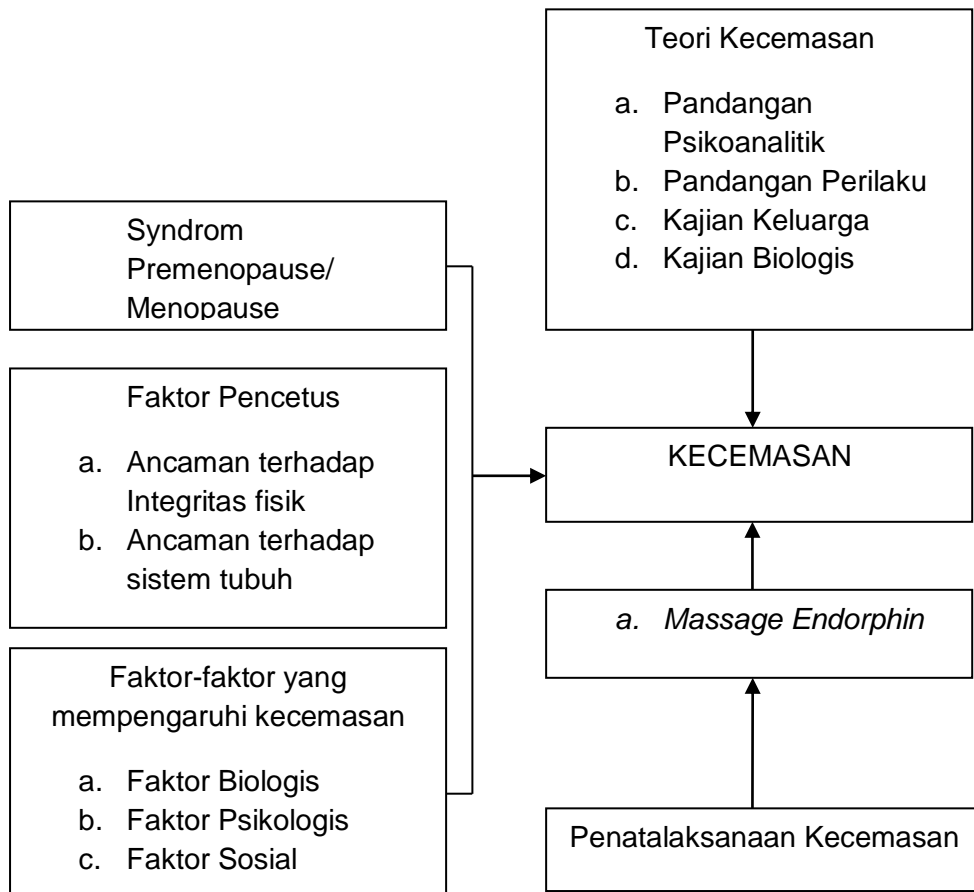 Teori Kecemasan
a. Pandangan
Psikoanalitik
b. Pandangan Perilaku
c. Kajian Keluarga
d. Kajian Biologis
Syndrom
Premenopause/
Menopause
Faktor Pencetus
a. Ancaman terhadap
Integritas fisik
b. Ancaman terhadap
sistem tubuh
KECEMASAN
a. Massage Endorphin
Faktor-faktor yang
mempengaruhi kecemasan
a. Faktor Biologis
b. Faktor Psikologis
c. Faktor Sosial
Penatalaksanaan Kecemasan